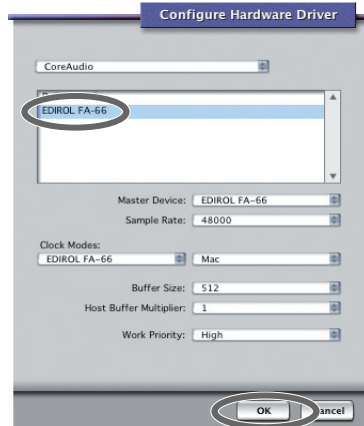 Configure Hardware Driver
CoreAudio
EDIROL FA-66
Master Device: EDIROL FA-66
Sample Rate: 48000
Clock Modes:
EDIROL FA-66 Mac
Buffer Size: 512
Host Buffer Multiplier: 1
Work Priority: High
OK